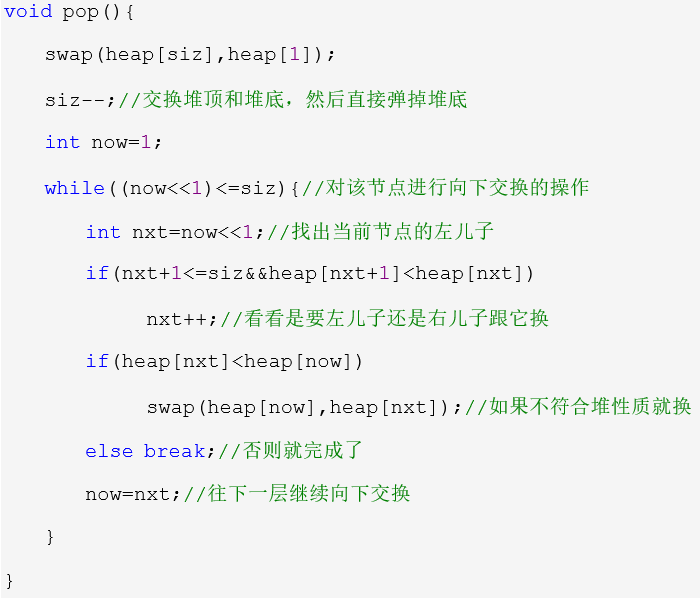 void pop(){
swap(heap[siz],heap[1]);
siz--;//交换堆顶和堆底，然后直接弹掉堆底
int now=1;
while((now<<1)<=siz){//对该节点进行向下交换的操作
int nxt=now<<1;//找出当前节点的左儿子
if(nxt+1<=siz&&heap[nxt+1]<heap[nxt])
nxt++;//看看是要左儿子还是右儿子跟它换
if(heap[nxt]<heap[now])
swap(heap[now],heap[nxt]);//如果不符合堆性质就换
else break;//否则就完成了
now=nxt;//往下一层继续向下交换
}
}